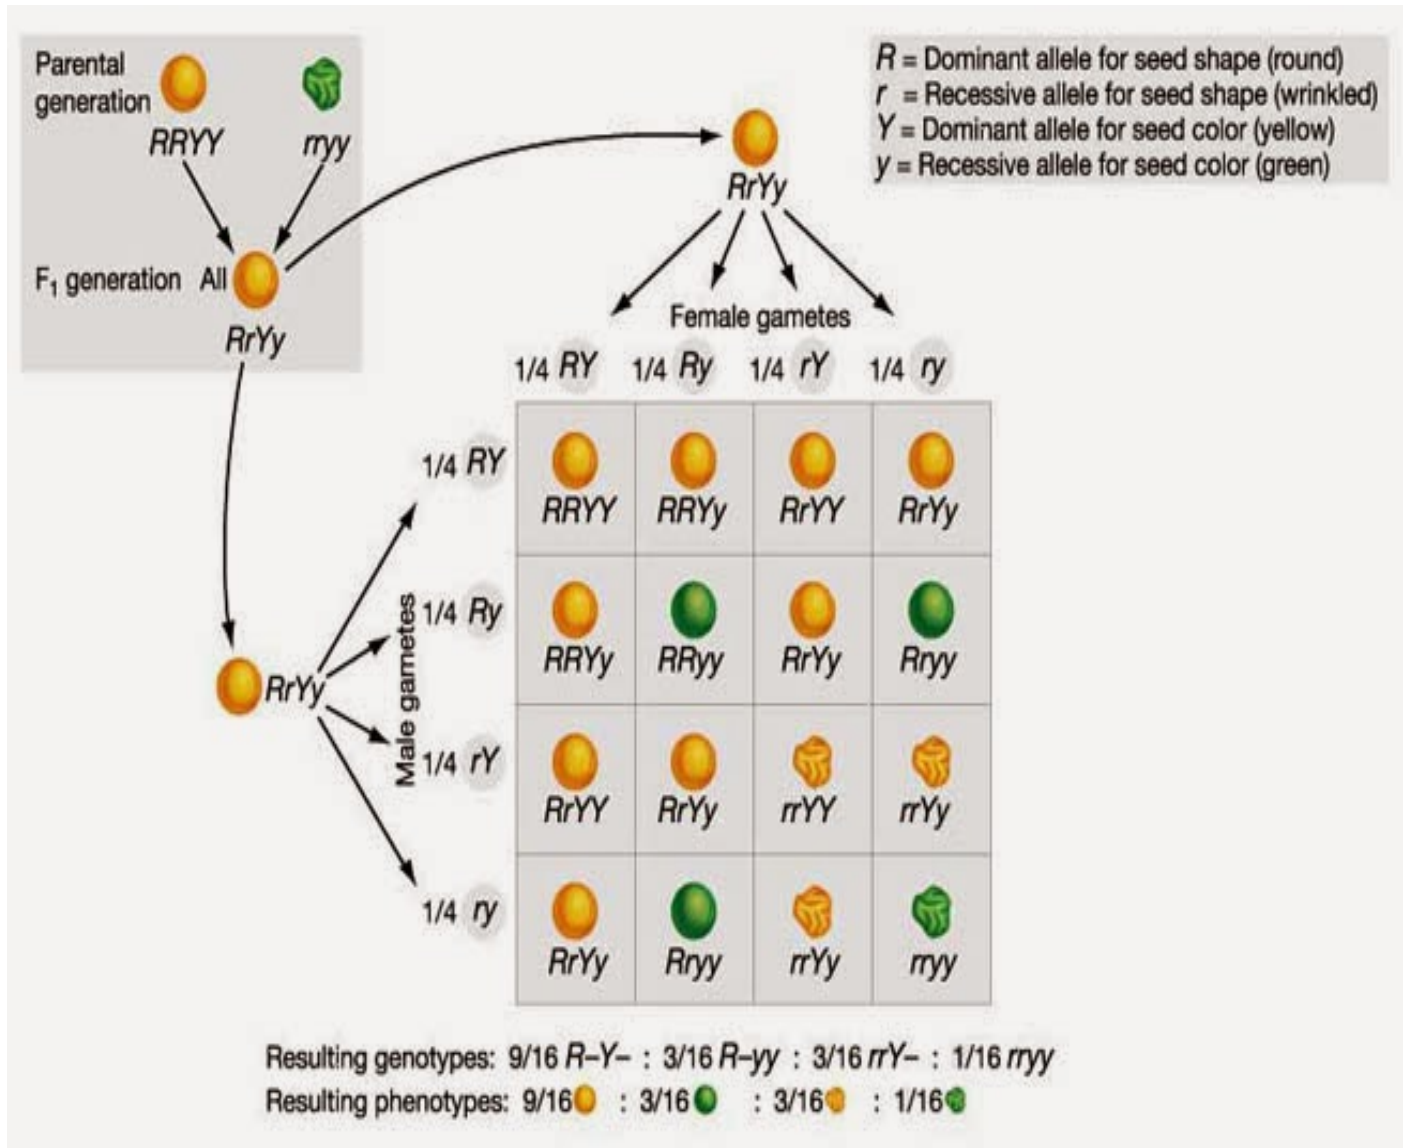 Parental
generation
RRYY
rryy
F1 generation All
RrYy
R = Dominant allele for seed shape (round)
r = Recessive allele for seed shape (wrinkled)
Y = Dominant allele for seed color (yellow)
y = Recessive allele for seed color (green)
RrYy
Female gametes
1/4 RY 1/4 Ry 1/4 rY 1/4 ry
RrYy
Male gametes
1/4 RY
RRYY RRYy RrYY RrYy
1/4 Ry
RRYy RRyy RrYy Rryy
1/4 rY
RrYY RrYy rrYY rrYy
1/4 ry
RrYy Rryy rrYy rryy
Resulting genotypes: 9/16 R–Y– : 3/16 R–yy : 3/16 rrY– : 1/16 rryy
Resulting phenotypes: 9/16 : 3/16 : 3/16 : 1/16